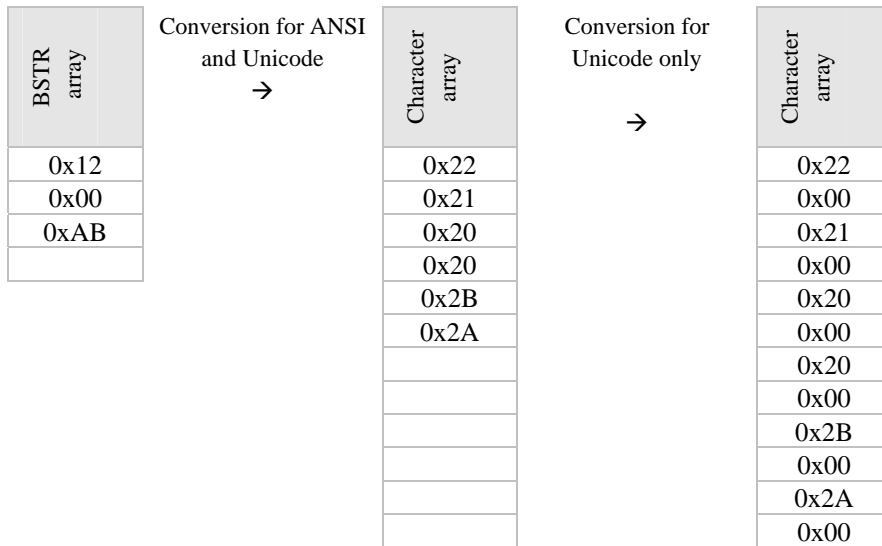 BSTR
array
Conversion for ANSI
and Unicode
→
Character
array
Conversion for
Unicode only
→
Character
array
0x12 0x22 0x22
0x00 0x21 0x00
0xAB 0x20 0x21
0x20 0x00
0x2B 0x20
0x2A 0x00
0x20
0x00
0x2B
0x00
0x2A
0x00